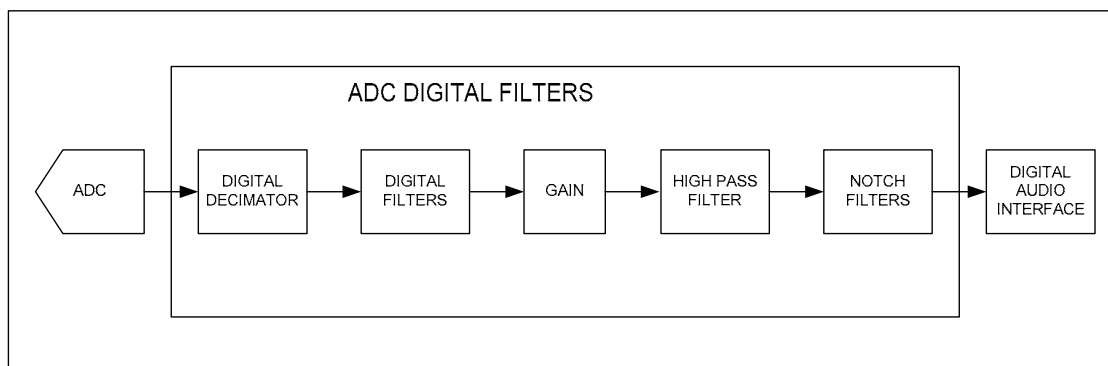 ADC DIGITAL FILTERS
ADC
DIGITAL
DECIMATOR
DIGITAL
FILTERS
GAIN
HIGH PASS
FILTER
NOTCH
FILTERS
DIGITAL
AUDIO
INTERFACE